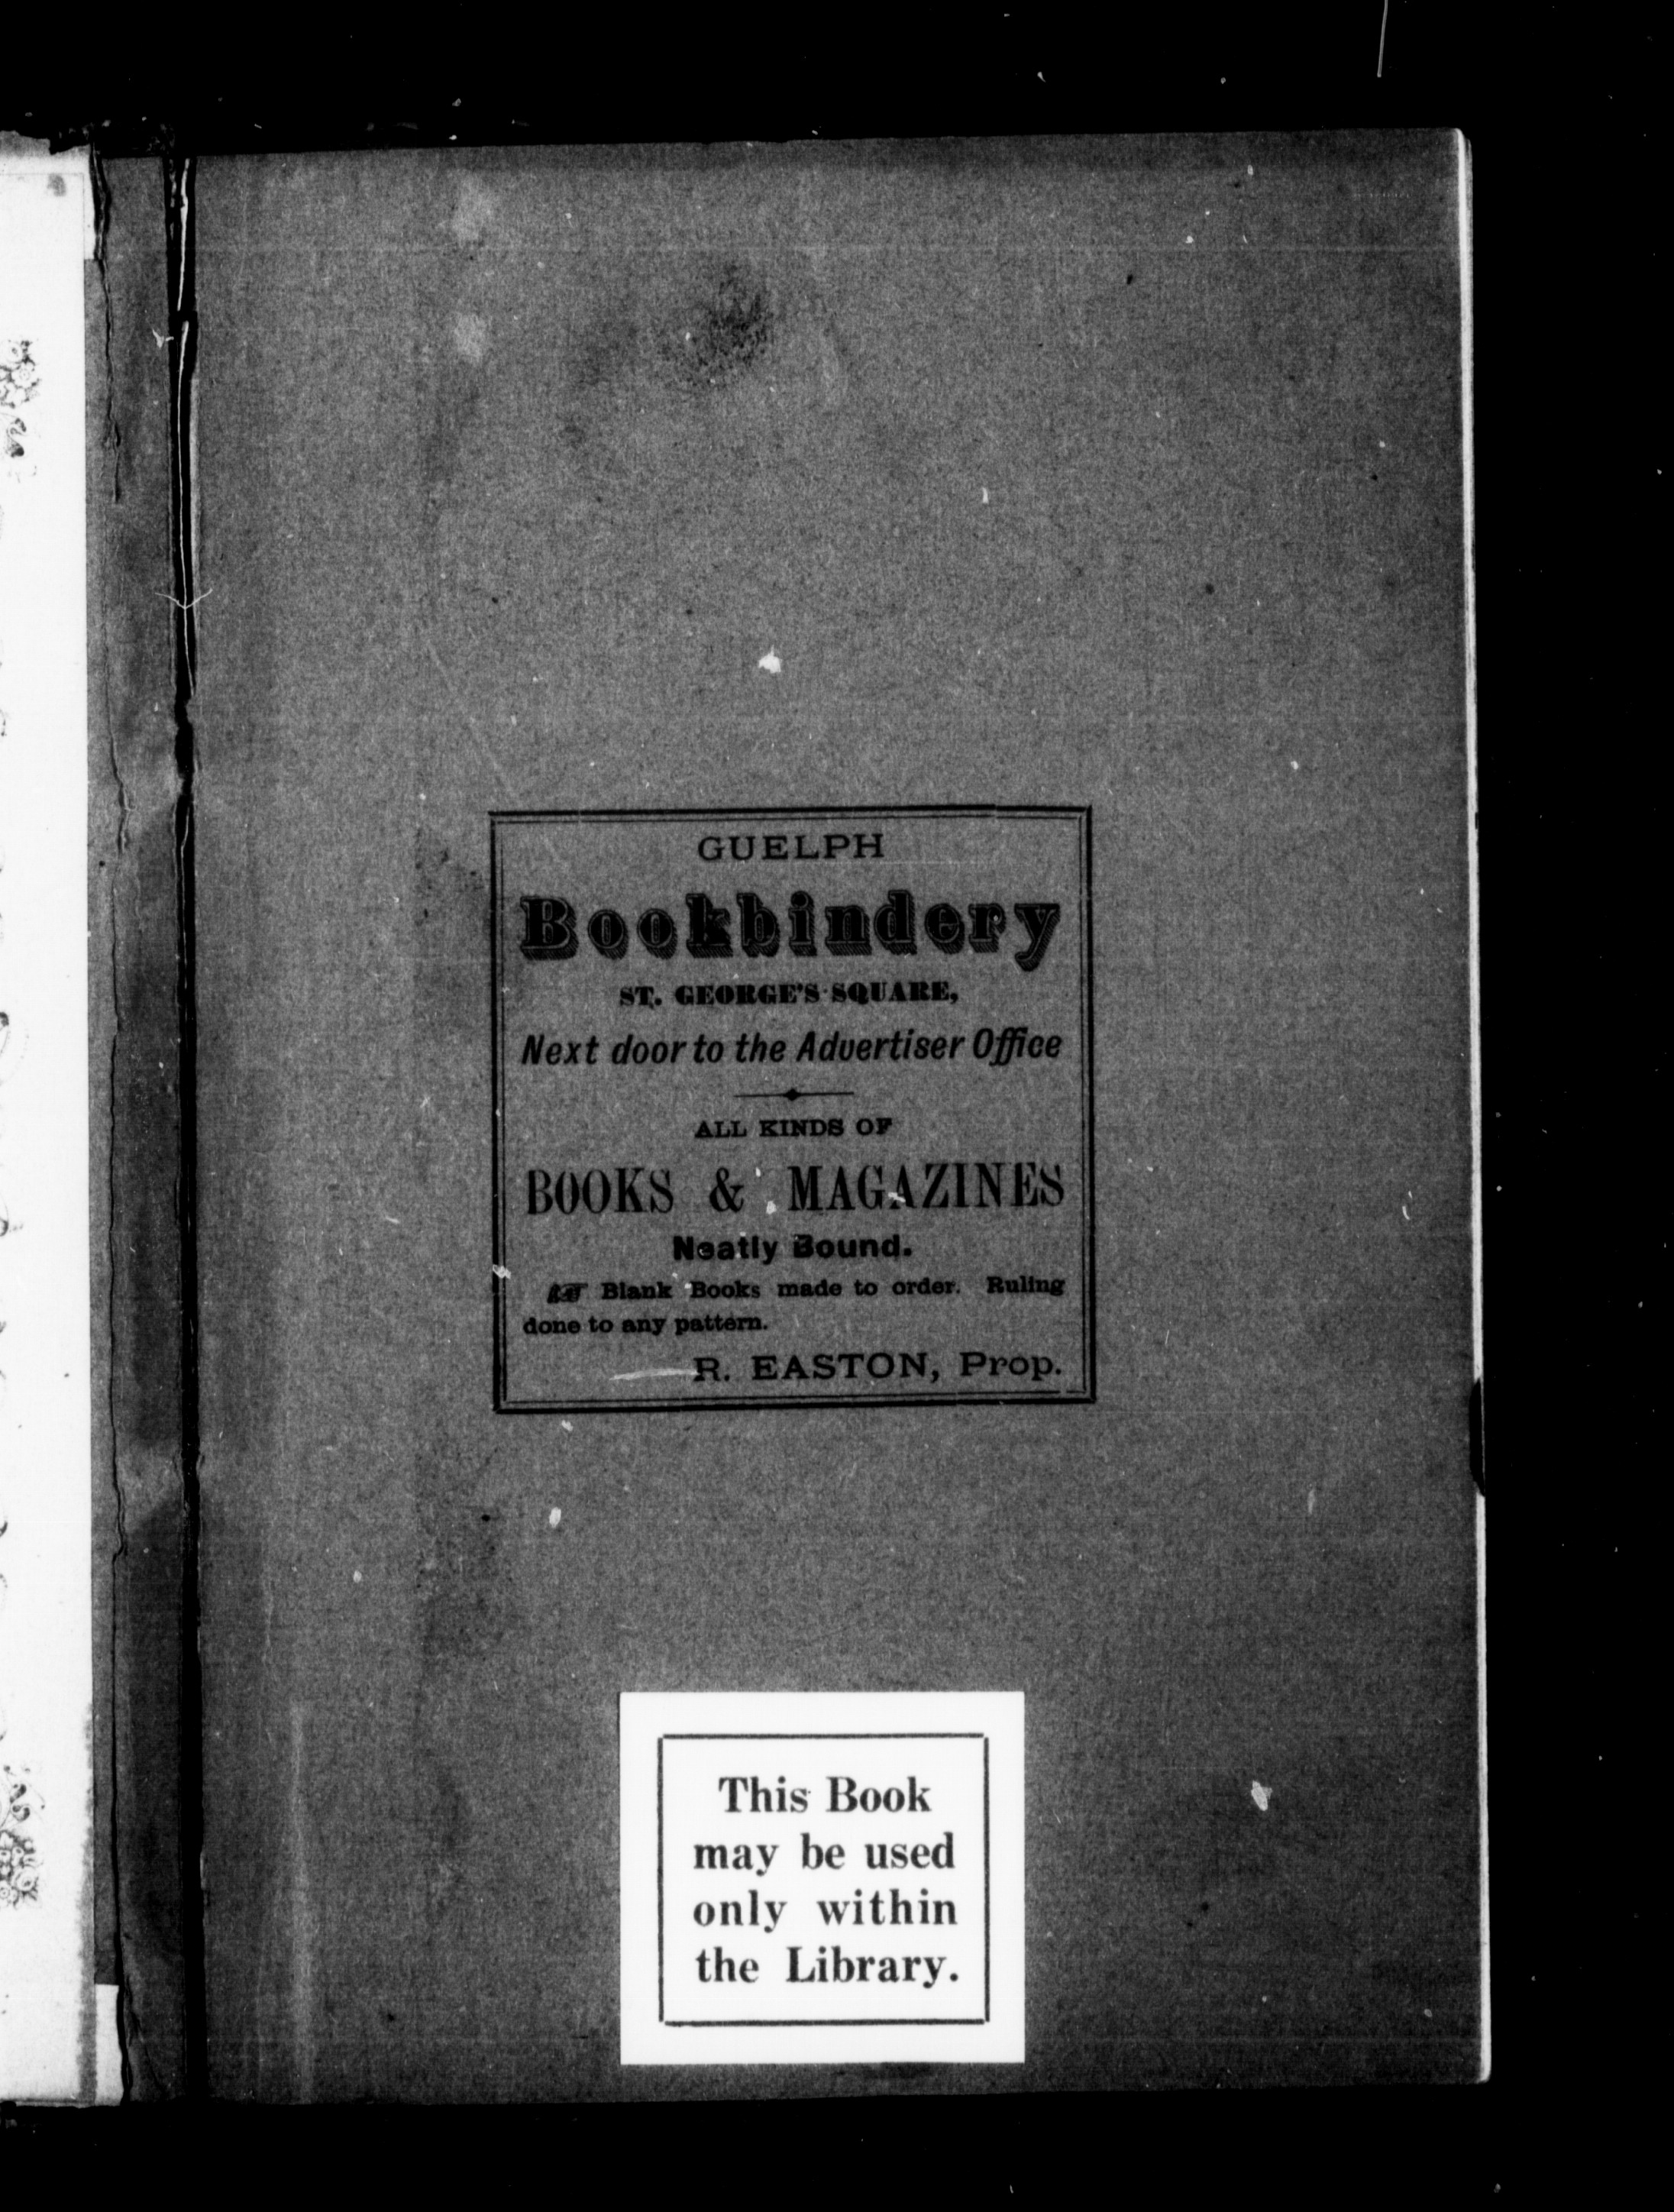 GUELPH
Bookbindery
ST. GEORGE'S SQUARE,
Next door to the Advertiser Office
ALL KINDS OF
BOOKS & MAGAZINES
Neatly Bound.
☞ Blank Books made to order. Ruling
done to any pattern.
R. EASTON, Prop.
This Book
may be used
only within
the Library.